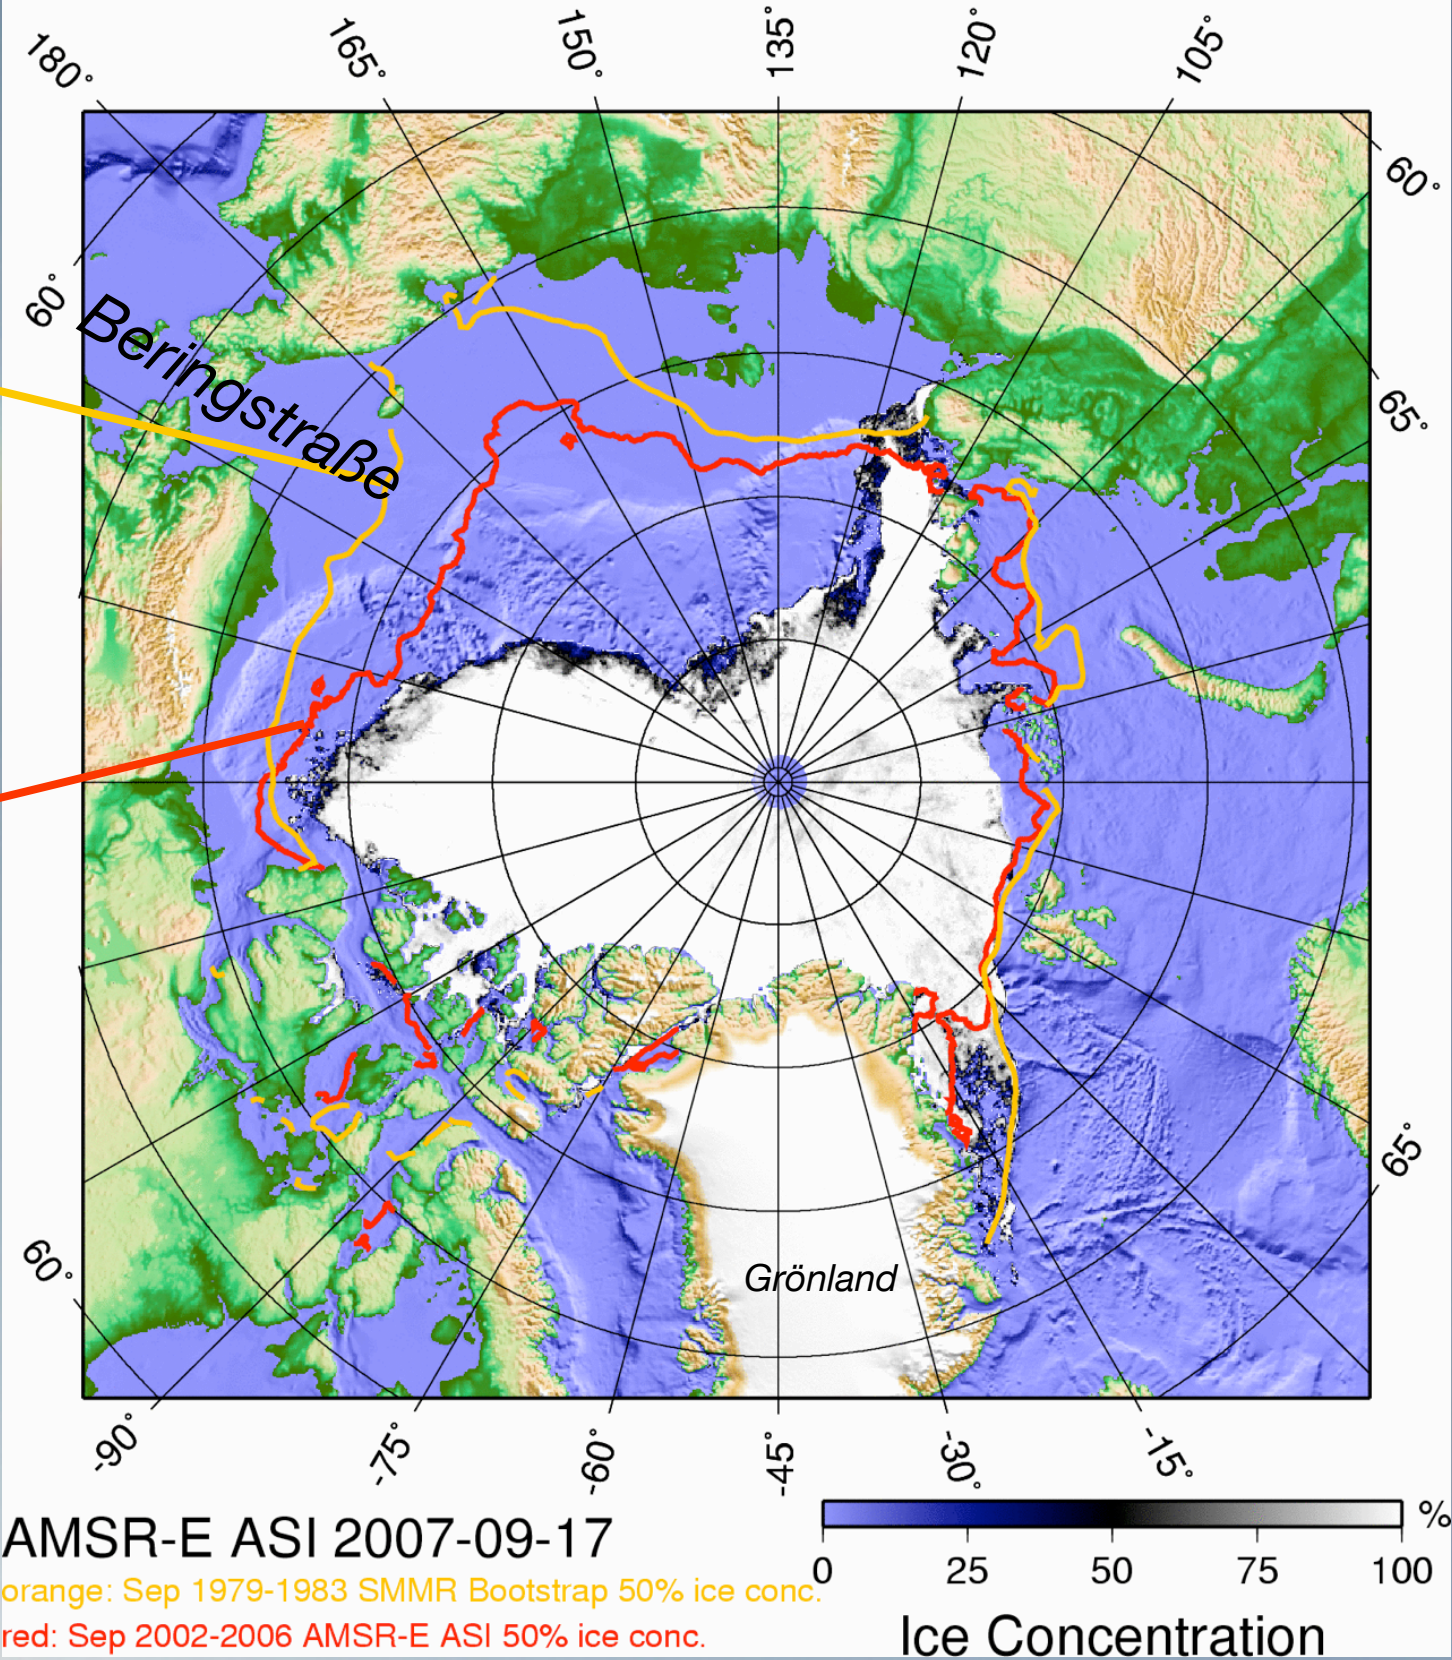 180°
165°
150°
135°
120°
105°
60°
60°
Beringstraße
65°
65°
60°
Grönland
-90°
-75°
-60°
-45°
-30°
-15°
%
AMSR-E ASI 2007-09-17
0 25 50 75 100
orange: Sep 1979-1983 SMMR Bootstrap 50% ice conc.
red: Sep 2002-2006 AMSR-E ASI 50% ice conc.
Ice Concentration